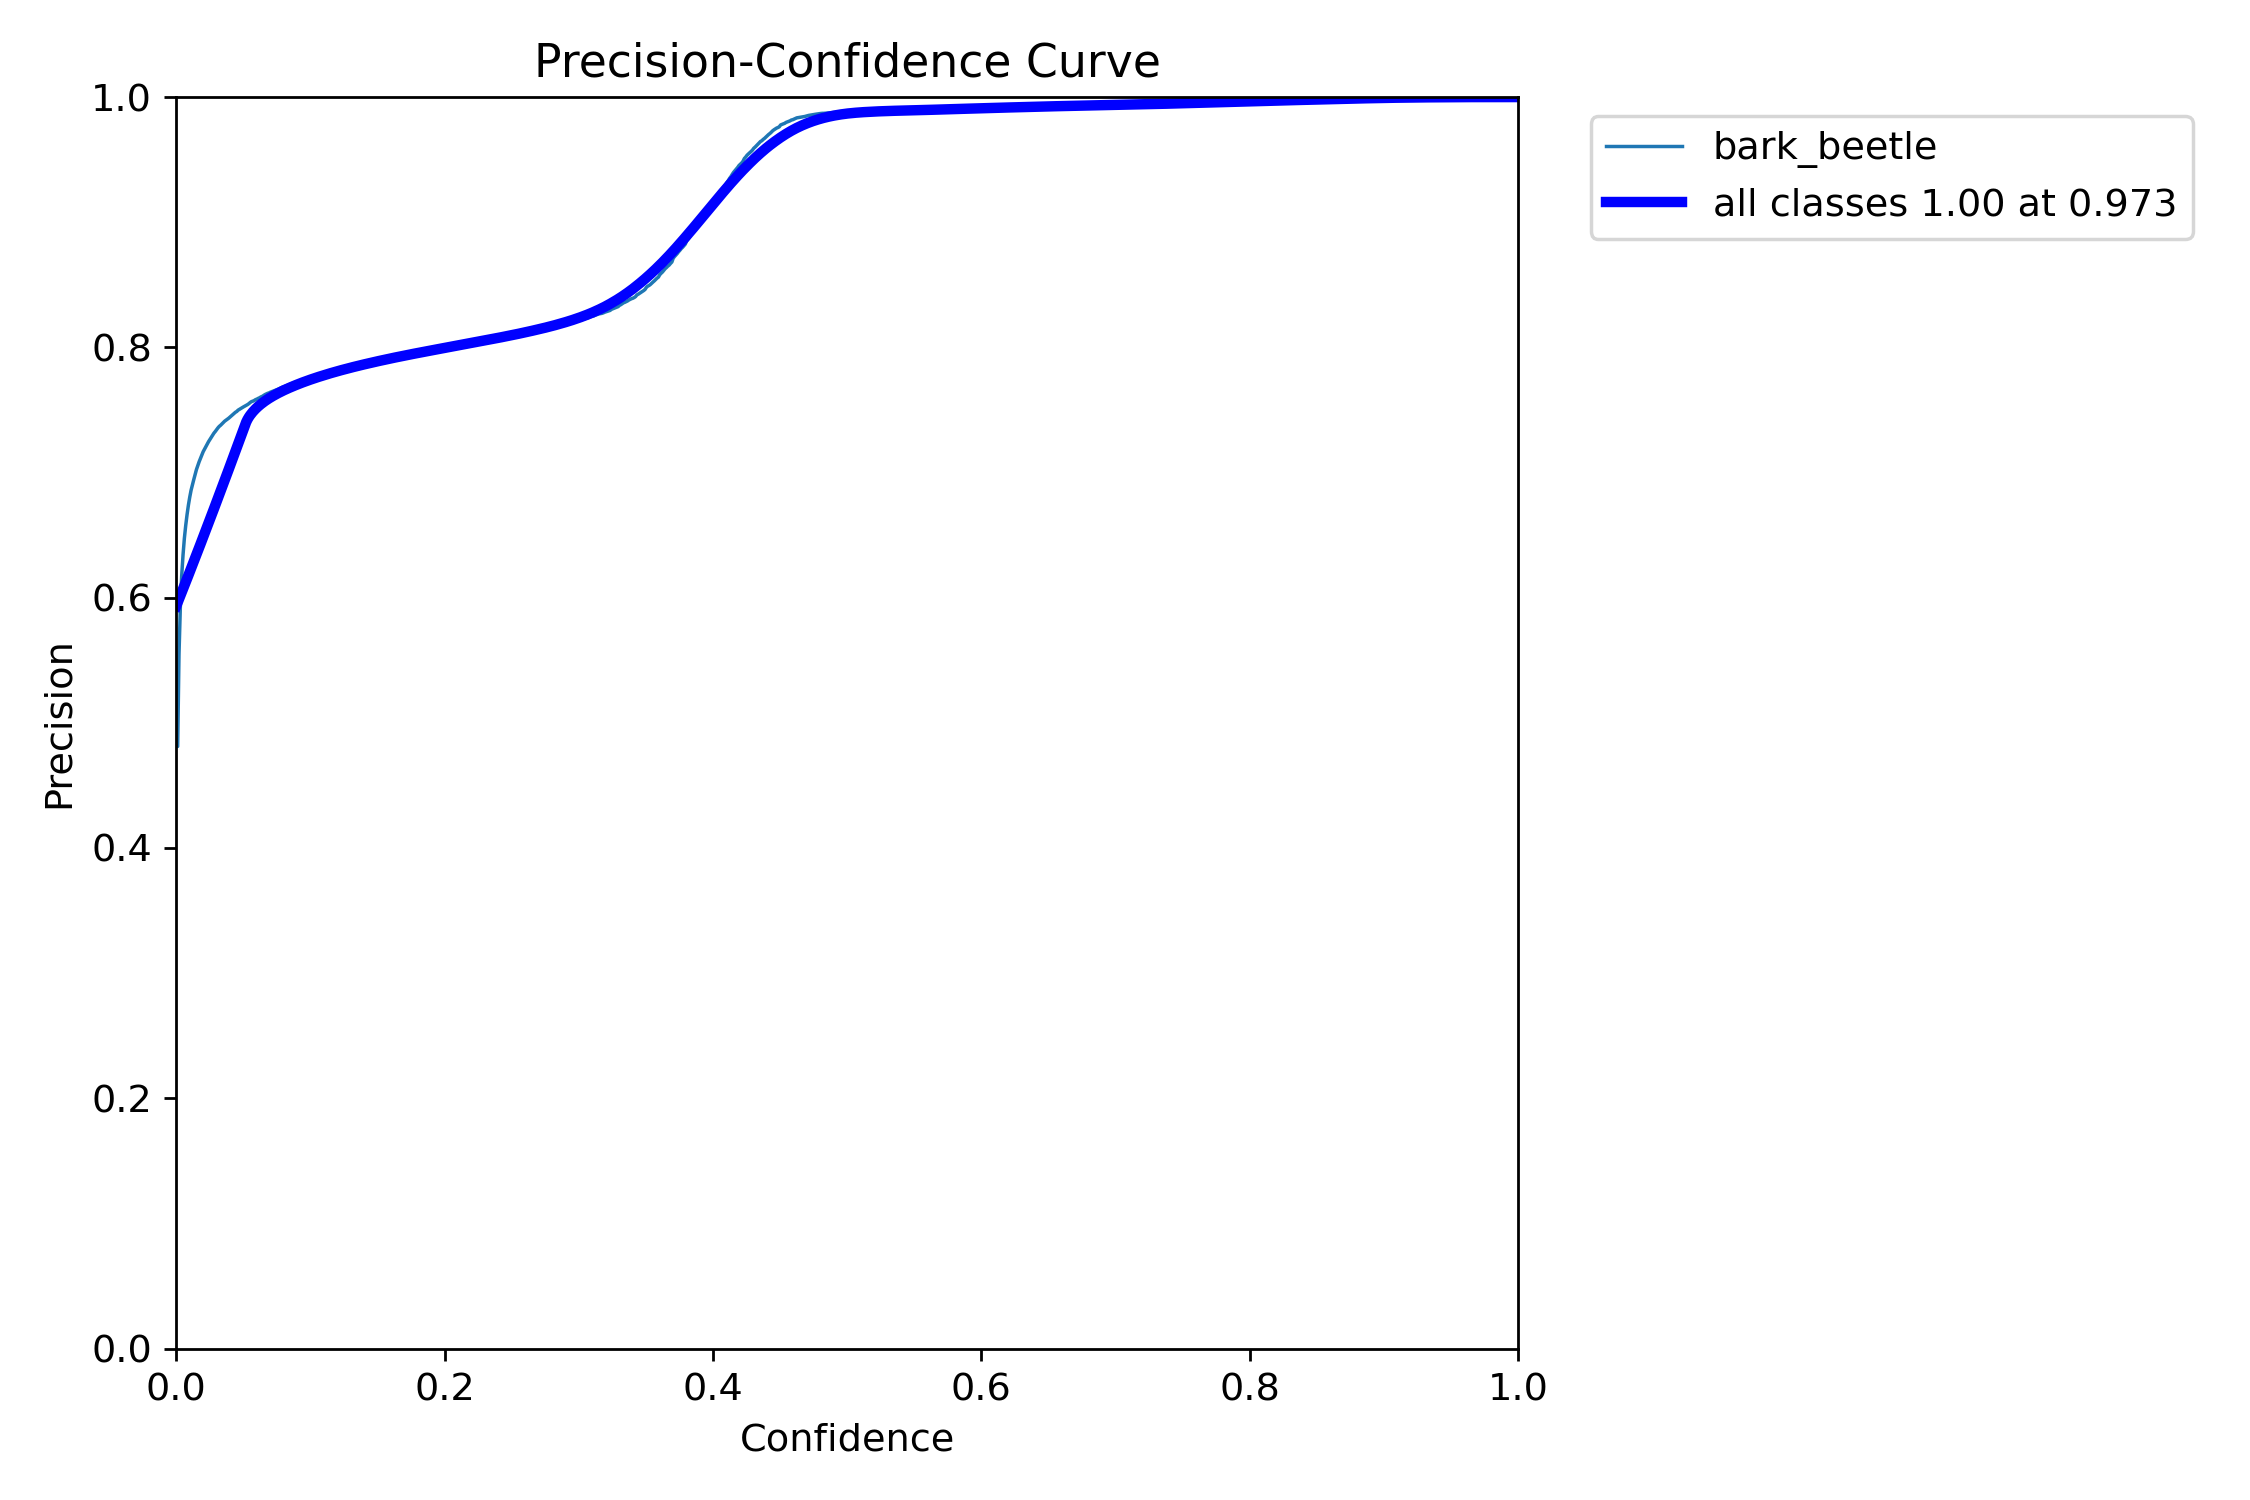 Precision-Confidence Curve
1.0
0.8
0.6
0.4
0.2
0.0
Precision
0.0 0.2 0.4 0.6 0.8 1.0
Confidence
bark_beetle
all classes 1.00 at 0.973